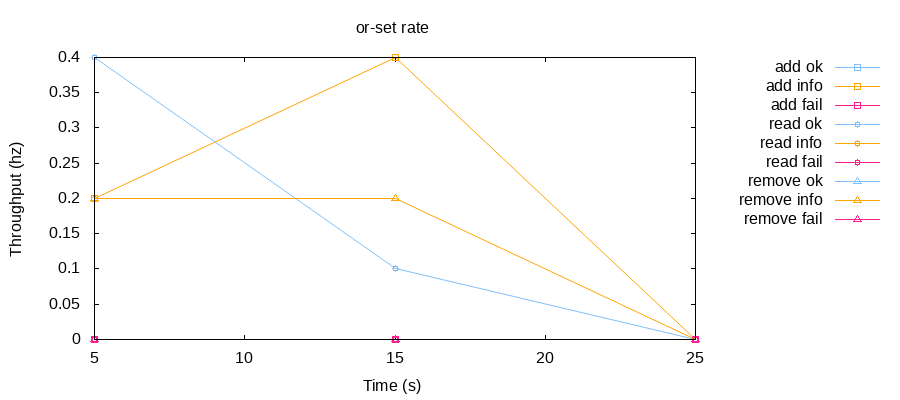 or-set rate
Throughput (hz)
0.4
0.35
0.3
0.25
0.2
0.15
0.1
0.05
0
5
10
15
20
25
Time (s)
add ok
add info
add fail
read ok
read info
read fail
remove ok
remove info
remove fail